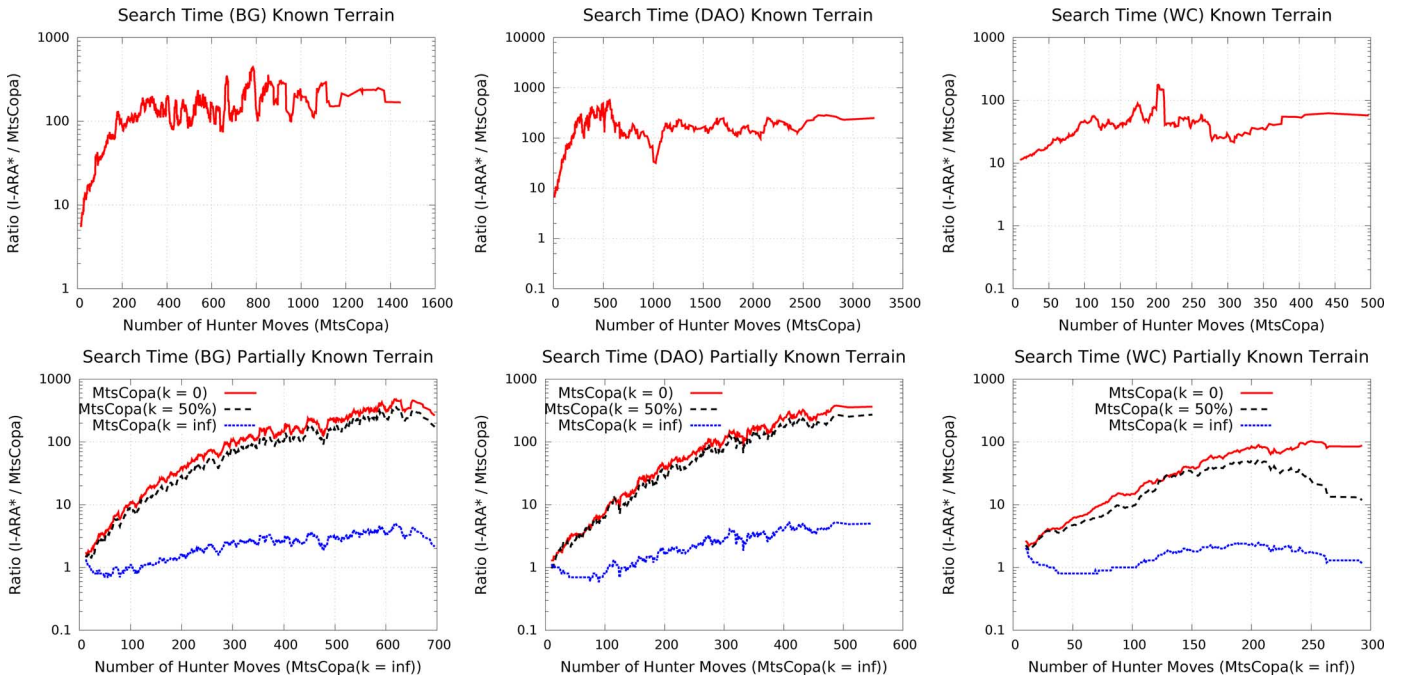 Search Time (BG) Known Terrain
Ratio (I-ARA* / MtsCopa)
1000
100
10
1
0 200 400 600 800 1000 1200 1400 1600
Number of Hunter Moves (MtsCopa)
Search Time (DAO) Known Terrain
Ratio (I-ARA* / MtsCopa)
10000
1000
100
10
1
0.1
0 500 1000 1500 2000 2500 3000 3500
Number of Hunter Moves (MtsCopa)
Search Time (WC) Known Terrain
Ratio (I-ARA* / MtsCopa)
1000
100
10
1
0.1
0 50 100 150 200 250 300 350 400 450 500
Number of Hunter Moves (MtsCopa)
Search Time (BG) Partially Known Terrain
Ratio (I-ARA* / MtsCopa)
1000
100
10
1
0.1
MtsCopa(k = 0)
MtsCopa(k = 50%)
MtsCopa(k = inf)
0 100 200 300 400 500 600 700
Number of Hunter Moves (MtsCopa(k = inf))
Search Time (DAO) Partially Known Terrain
Ratio (I-ARA* / MtsCopa)
1000
100
10
1
0.1
MtsCopa(k = 0)
MtsCopa(k = 50%)
MtsCopa(k = inf)
0 100 200 300 400 500 600
Number of Hunter Moves (MtsCopa(k = inf))
Search Time (WC) Partially Known Terrain
Ratio (I-ARA* / MtsCopa)
1000
100
10
1
0.1
MtsCopa(k = 0)
MtsCopa(k = 50%)
MtsCopa(k = inf)
0 50 100 150 200 250 300
Number of Hunter Moves (MtsCopa(k = inf))